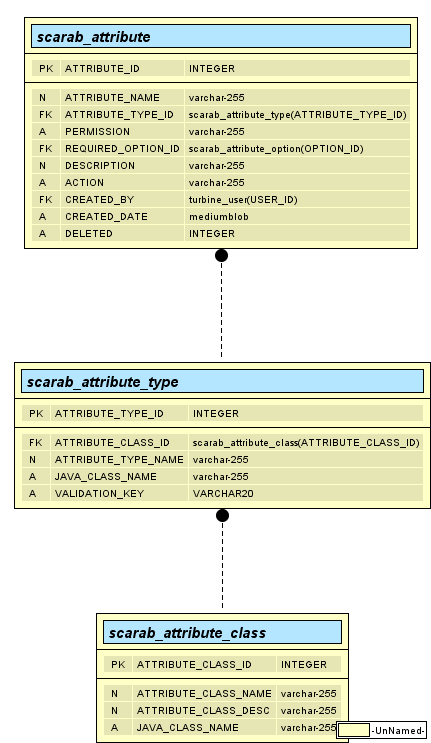 scarab_attribute
PK ATTRIBUTE_ID INTEGER
N ATTRIBUTE_NAME varchar-255
FK ATTRIBUTE_TYPE_ID scarab_attribute_type(ATTRIBUTE_TYPE_ID)
A PERMISSION varchar-255
FK REQUIRED_OPTION_ID scarab_attribute_option(OPTION_ID)
N DESCRIPTION varchar-255
A ACTION varchar-255
FK CREATED_BY turbine_user(USER_ID)
A CREATED_DATE mediumblob
A DELETED INTEGER
scarab_attribute_type
PK ATTRIBUTE_TYPE_ID INTEGER
FK ATTRIBUTE_CLASS_ID scarab_attribute_class(ATTRIBUTE_CLASS_ID)
N ATTRIBUTE_TYPE_NAME varchar-255
A JAVA_CLASS_NAME varchar-255
A VALIDATION_KEY VARCHAR20
scarab_attribute_class
PK ATTRIBUTE_CLASS_ID INTEGER
N ATTRIBUTE_CLASS_NAME varchar-255
N ATTRIBUTE_CLASS_DESC varchar-255
A JAVA_CLASS_NAME varchar-255
-UnNamed-